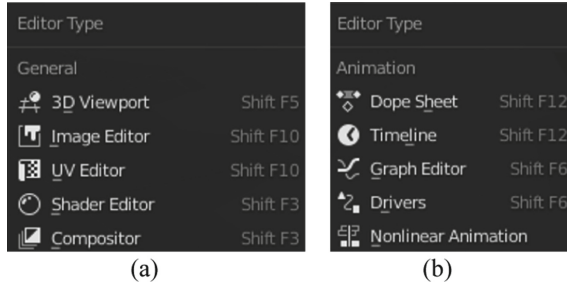 Editor Type
General
3D Viewport Shift F5
Image Editor Shift F10
UV Editor Shift F10
Shader Editor Shift F3
Compositor Shift F3
(a)
Editor Type
Animation
Dope Sheet Shift F12
Timeline Shift F12
Graph Editor Shift F6
Drivers Shift F6
Nonlinear Animation
(b)